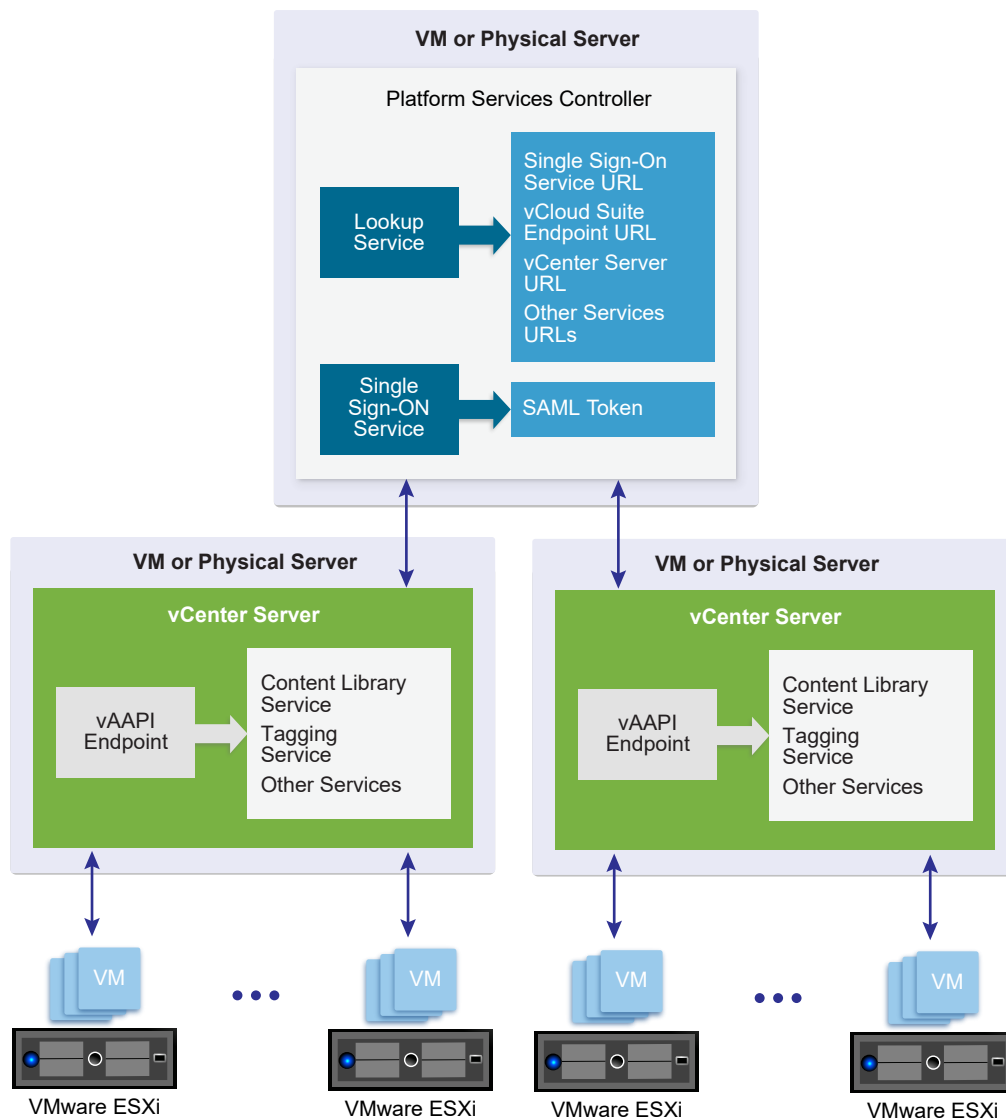 VM or Physical Server
Platform Services Controller
Lookup
Service
Single Sign-On
Service URL
vCloud Suite
Endpoint URL
vCenter Server
URL
Other Services
URLs
Single
Sign-ON
Service
SAML Token
VM or Physical Server
vCenter Server
vAAPI
Endpoint
Content Library
Service
Tagging
Service
Other Services
VM or Physical Server
vCenter Server
vAAPI
Endpoint
Content Library
Service
Tagging
Service
Other Services
VM
VM
VM
VM
VMware ESXi
VMware ESXi
VMware ESXi
VMware ESXi